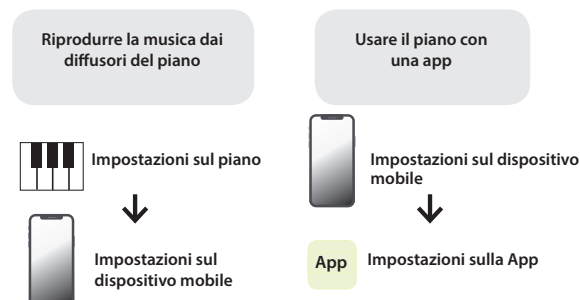 Riprodurre la musica dai
diffusori del piano
Impostazioni sul piano
Impostazioni sul
dispositivo mobile
Usare il piano con
una app
Impostazioni sul dispositivo
mobile
App
Impostazioni sulla App